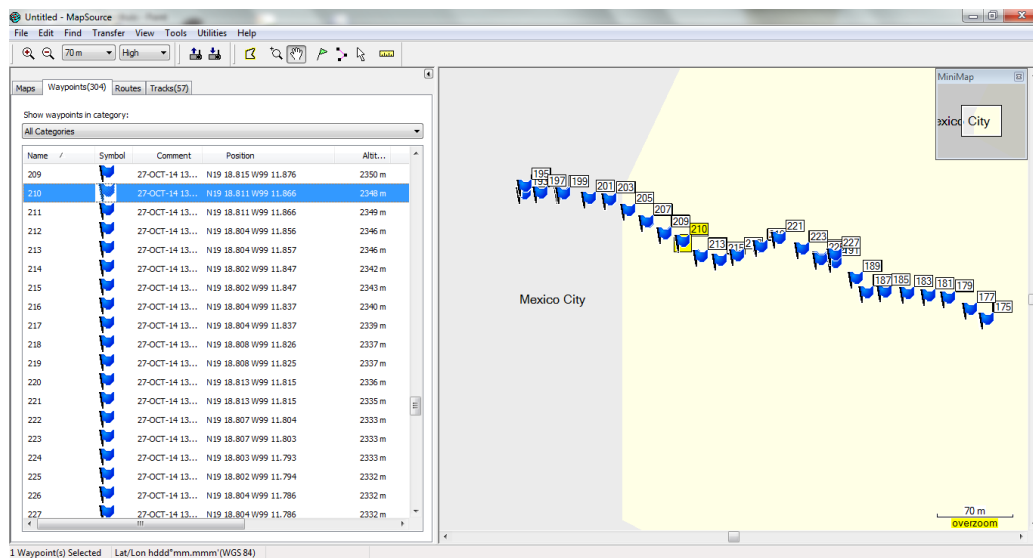 Untitled - MapSource
File Edit Find Transfer View Tools Utilities Help
70 m High
Maps Waypoints(304) Routes Tracks(57)
Show waypoints in category:
All Categories
Name / Symbol Comment Position Altit...
209 27-OCT-14 13... N19 18.815 W99 11.876 2350 m
210 27-OCT-14 13... N19 18.811 W99 11.866 2348 m
211 27-OCT-14 13... N19 18.811 W99 11.866 2349 m
212 27-OCT-14 13... N19 18.804 W99 11.856 2346 m
213 27-OCT-14 13... N19 18.804 W99 11.857 2346 m
214 27-OCT-14 13... N19 18.802 W99 11.847 2342 m
215 27-OCT-14 13... N19 18.802 W99 11.847 2343 m
216 27-OCT-14 13... N19 18.804 W99 11.837 2340 m
217 27-OCT-14 13... N19 18.804 W99 11.837 2339 m
218 27-OCT-14 13... N19 18.808 W99 11.826 2337 m
219 27-OCT-14 13... N19 18.808 W99 11.825 2337 m
220 27-OCT-14 13... N19 18.813 W99 11.815 2336 m
221 27-OCT-14 13... N19 18.813 W99 11.815 2335 m
222 27-OCT-14 13... N19 18.807 W99 11.804 2333 m
223 27-OCT-14 13... N19 18.807 W99 11.803 2333 m
224 27-OCT-14 13... N19 18.803 W99 11.793 2333 m
225 27-OCT-14 13... N19 18.802 W99 11.794 2332 m
226 27-OCT-14 13... N19 18.804 W99 11.786 2332 m
227 27-OCT-14 13... N19 18.804 W99 11.786 2332 m
MiniMap
exico City
195
197 199
201 203
205
207
209
210
213 215
221
223
227
189
187 185 183 181 179
177
175
Mexico City
70 m
overzoom
1 Waypoint(s) Selected Lat/Lon hddd°mm.mmm'(WGS 84)